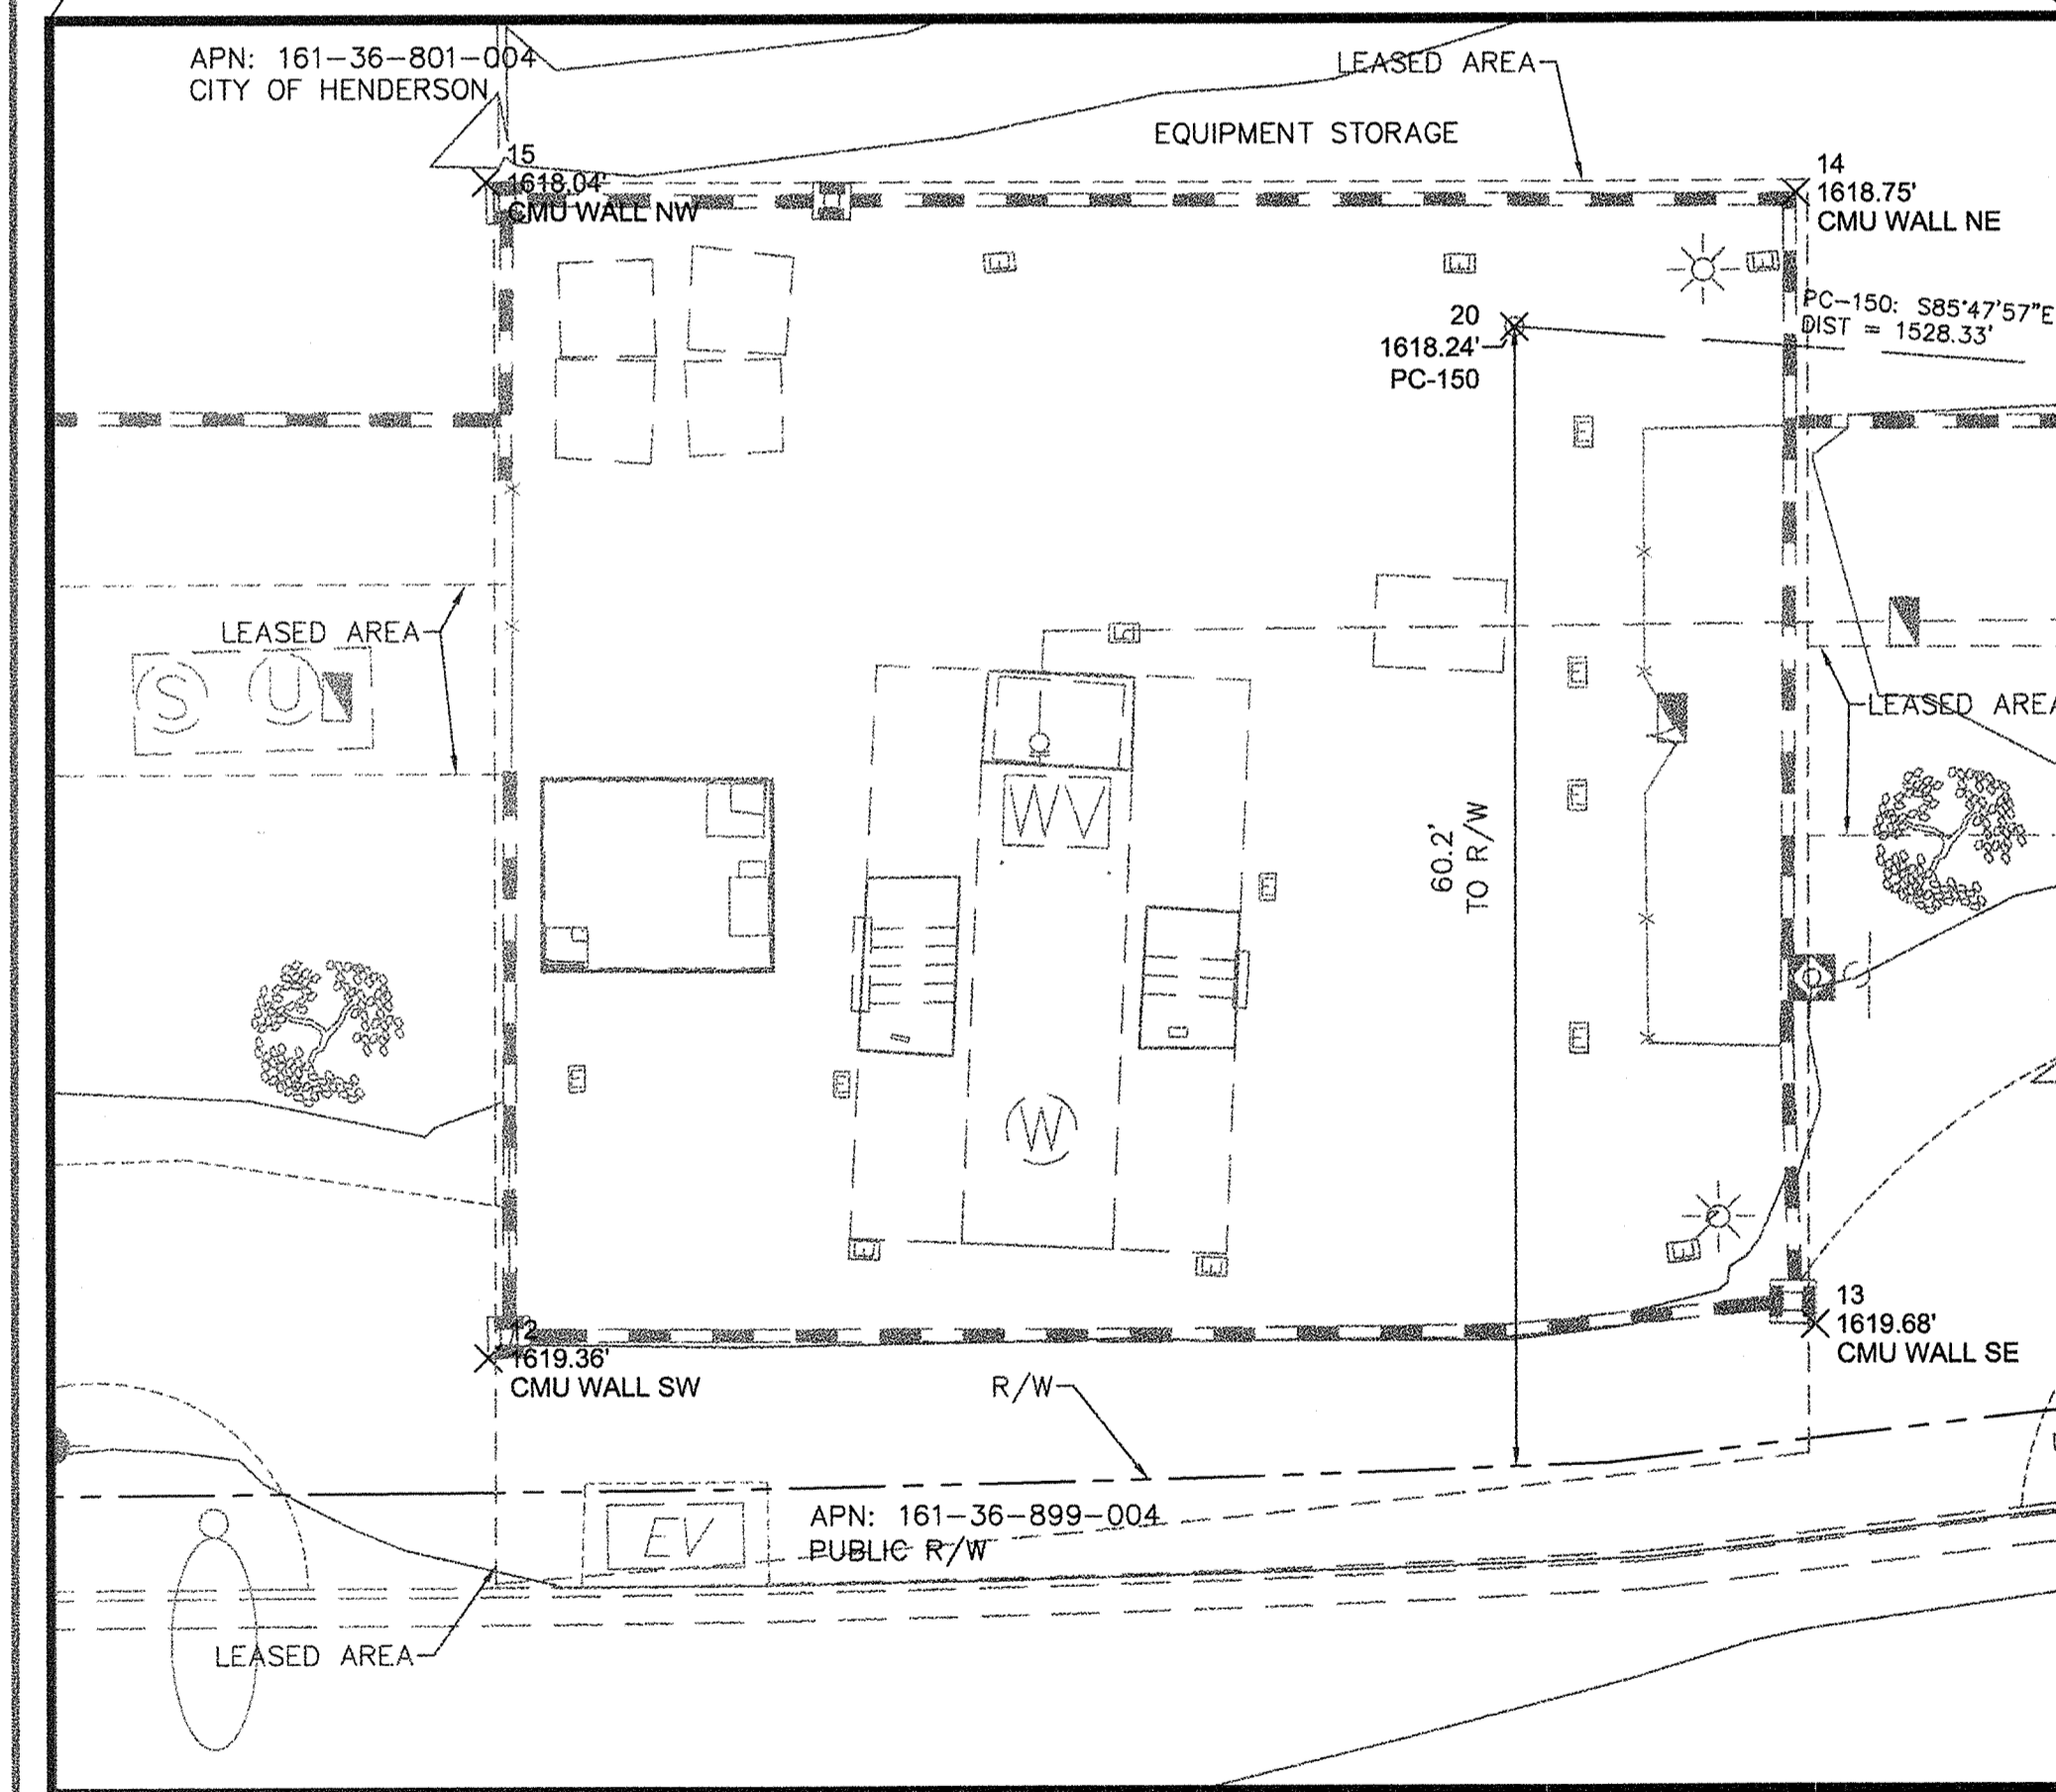 APN: 161-36-801-004
CITY OF HENDERSON
LEASED AREA
EQUIPMENT STORAGE
15
1618.04'
CMU WALL NW
14
1618.75'
CMU WALL NE
20
1618.24'
PC-150
PC-150: S85°47'57"E
DIST = 1528.33'
E
E
E
E
LEASED AREA
S U
E
E
LEASED AREA
WV
E
60.2'
TO R/W
E
E
E
E
W
E
E
E
13
1619.68'
CMU WALL SE
12
1619.36'
CMU WALL SW
R/W
APN: 161-36-899-004
PUBLIC R/W
EV
LEASED AREA